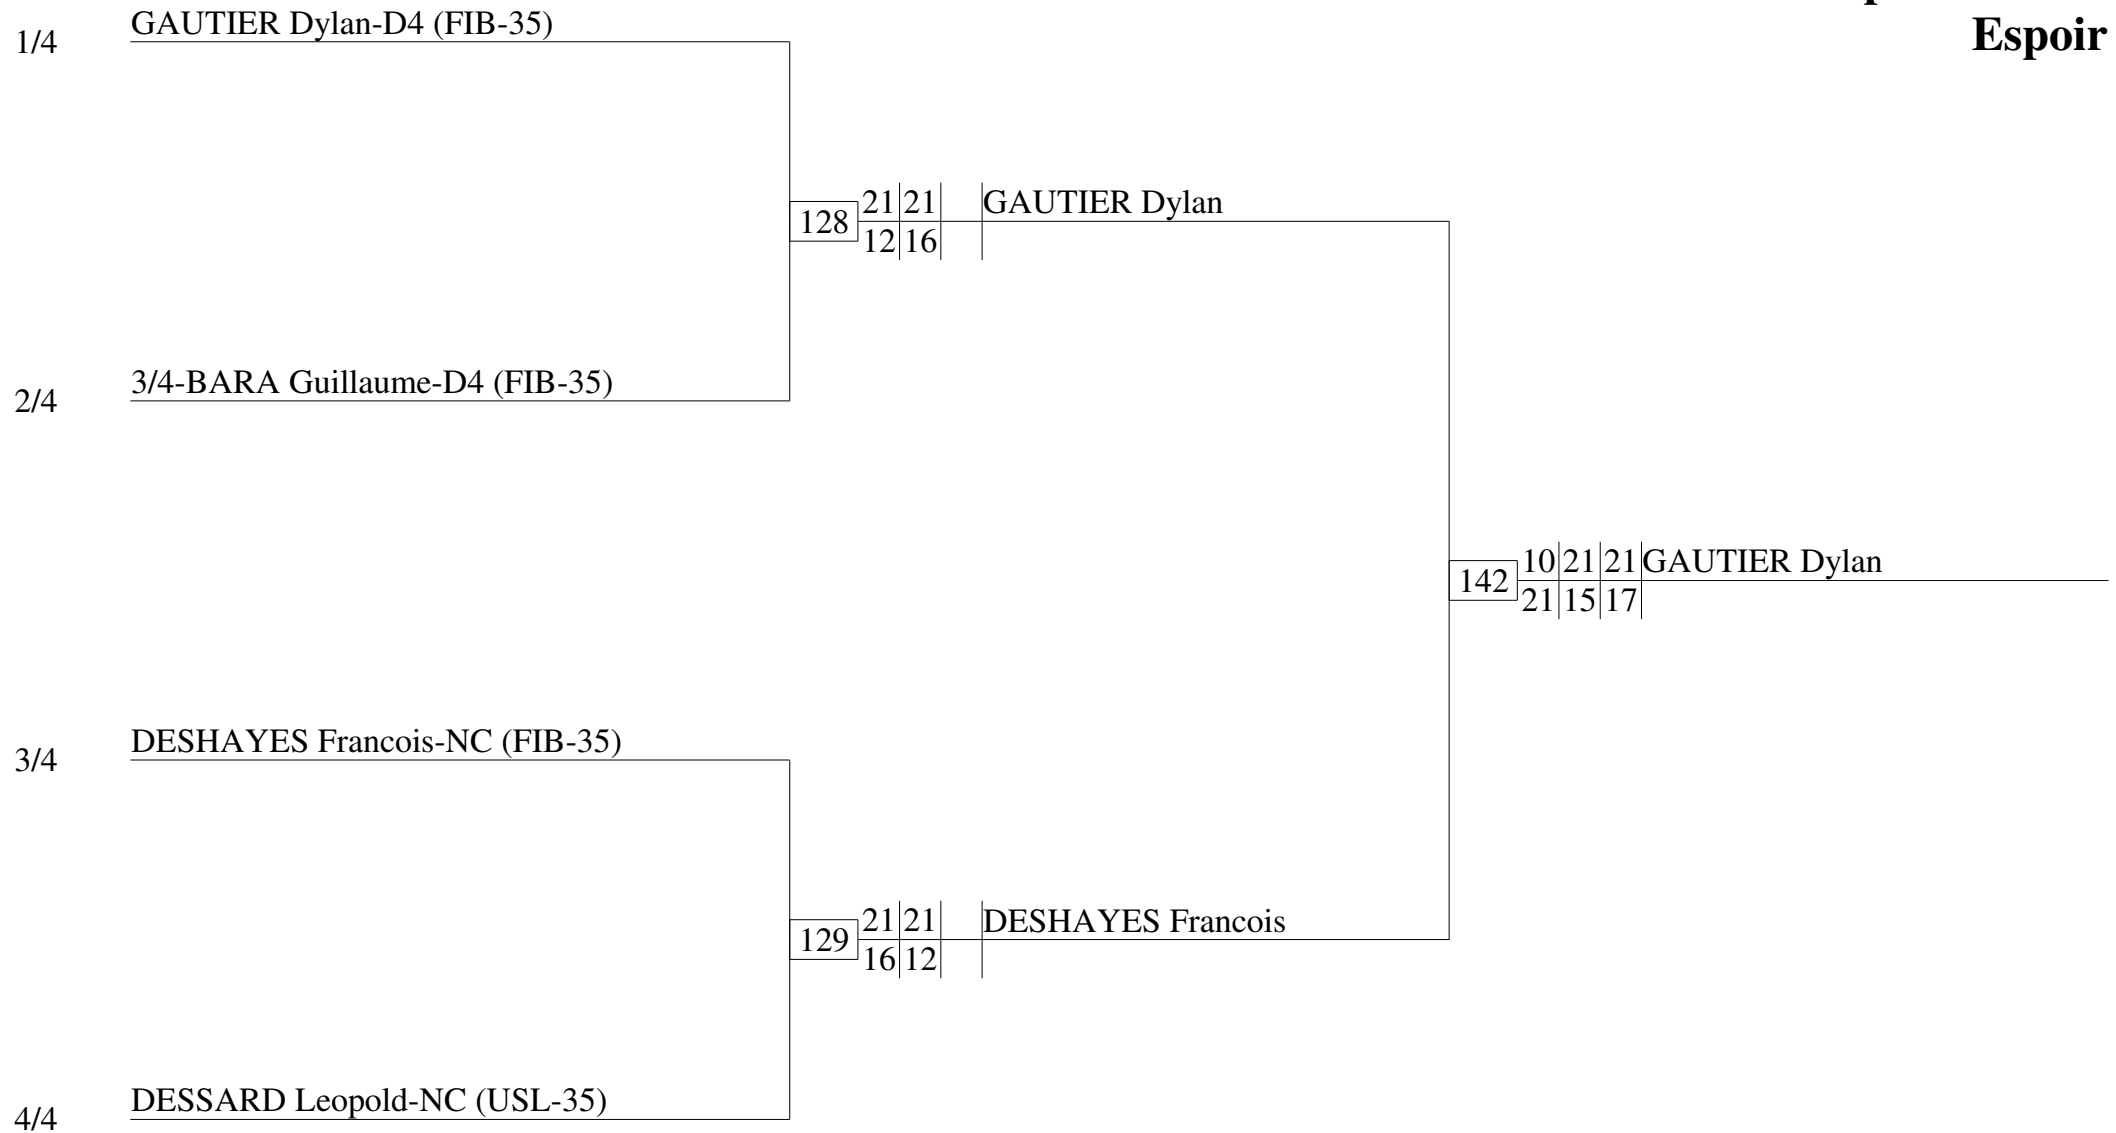 Espoir
1/4
GAUTIER Dylan-D4 (FIB-35)
128
21 21
12 16
GAUTIER Dylan
2/4
3/4-BARA Guillaume-D4 (FIB-35)
142
10 21 21
21 15 17
GAUTIER Dylan
3/4
DESHAYES Francois-NC (FIB-35)
129
21 21
16 12
DESHAYES Francois
4/4
DESSARD Leopold-NC (USL-35)